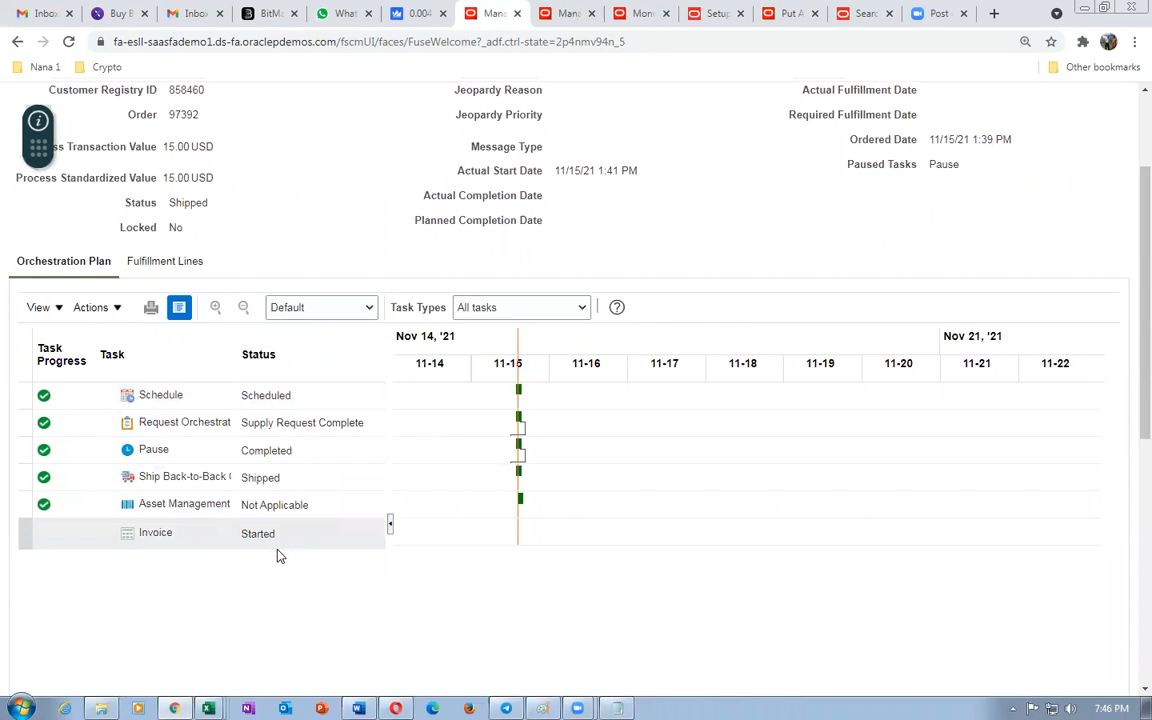 Inbox
Buy B
Inbox
BitMa
What
0.004
Mana
Mana
Mone
Setup
Put A
Searc
Post A
fa-esll-saasfademo1.ds-fa.oraclepdemos.com/fscmUI/faces/FuseWelcome?_adf.ctrl-state=2p4nmv94n_5
Nana 1
Crypto
Other bookmarks
Customer Registry ID 858460
Jeopardy Reason
Actual Fulfillment Date
Order 97392
Jeopardy Priority
Required Fulfillment Date
Ordered Date 11/15/21 1:39 PM
ss Transaction Value 15.00 USD
Message Type
Paused Tasks Pause
Actual Start Date 11/15/21 1:41 PM
Process Standardized Value 15.00 USD
Actual Completion Date
Status Shipped
Planned Completion Date
Locked No
Orchestration Plan
Fulfillment Lines
View
Actions
Default
Task Types
All tasks
Task Progress
Task
Status
Nov 14, '21
Nov 21, '21
11-14
11-15
11-16
11-17
11-18
11-19
11-20
11-21
11-22
Schedule Scheduled
Request Orchestrat Supply Request Complete
Pause Completed
Ship Back-to-Back Shipped
Asset Management Not Applicable
Invoice Started
7:46 PM